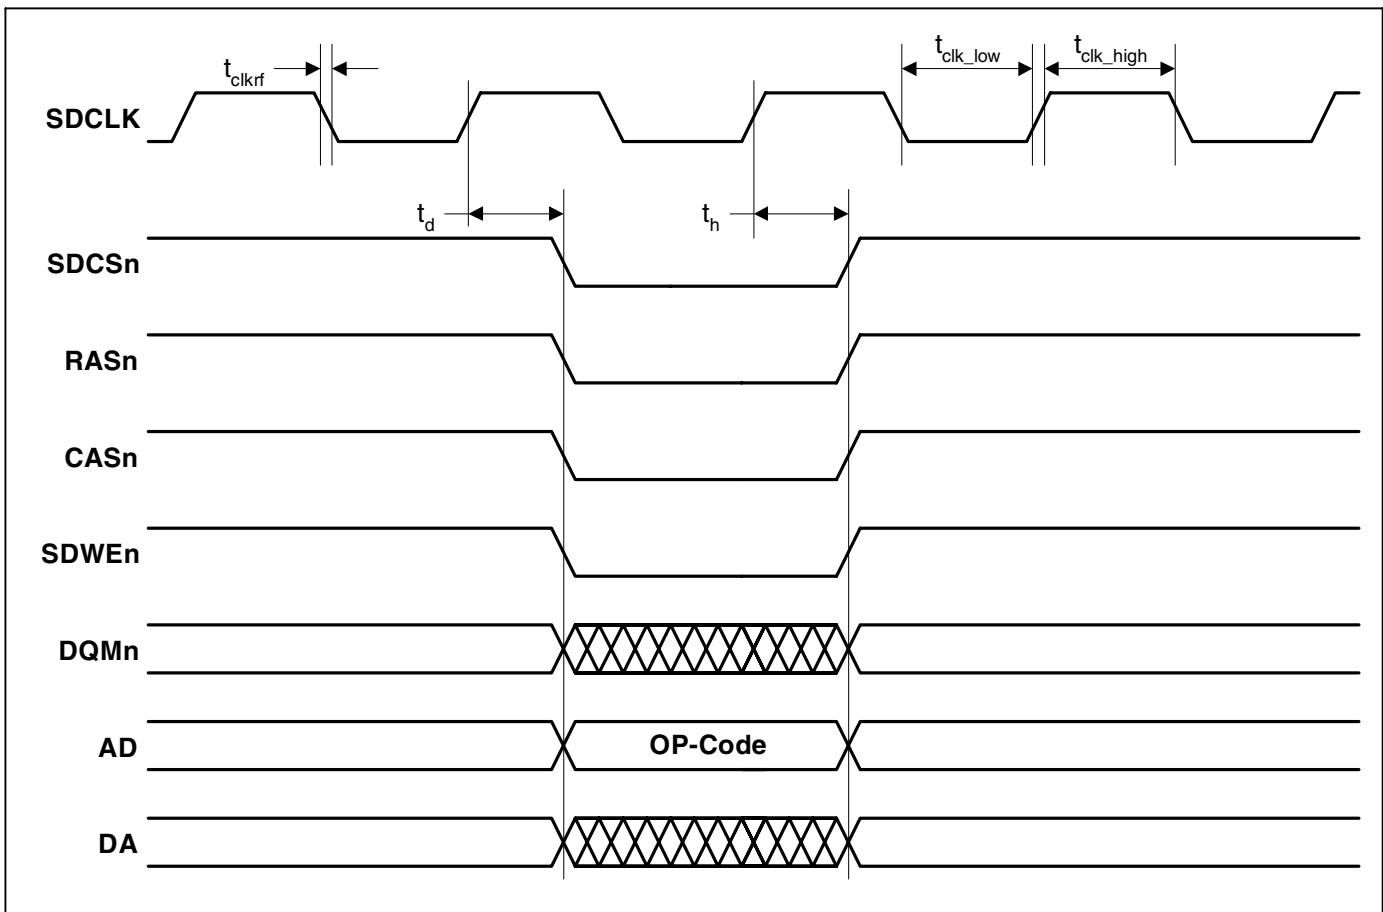 t_clkrf
t_clk_low
t_clk_high
SDCLK
t_d
t_h
SDCSn
RASn
CASn
SDWEn
DQMn
AD
OP-Code
DA